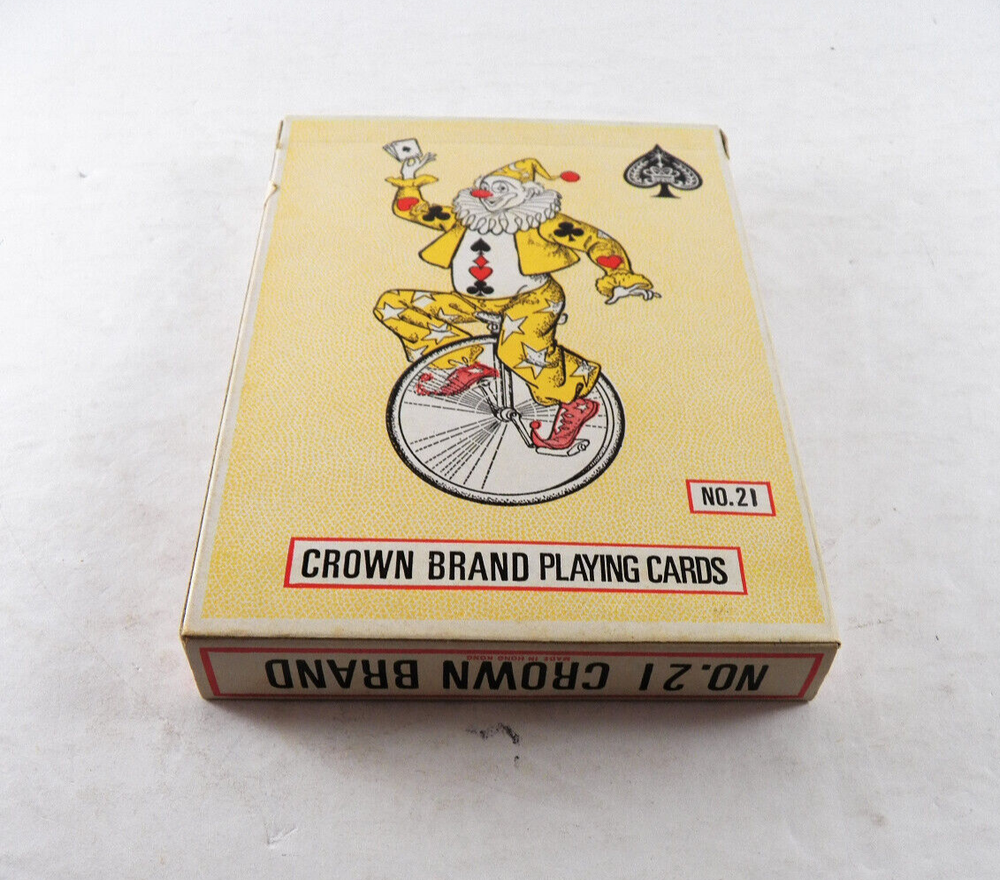 NO.21
CROWN BRAND PLAYING CARDS
MADE IN HONG KONG
NO.21 CROWN BRAND